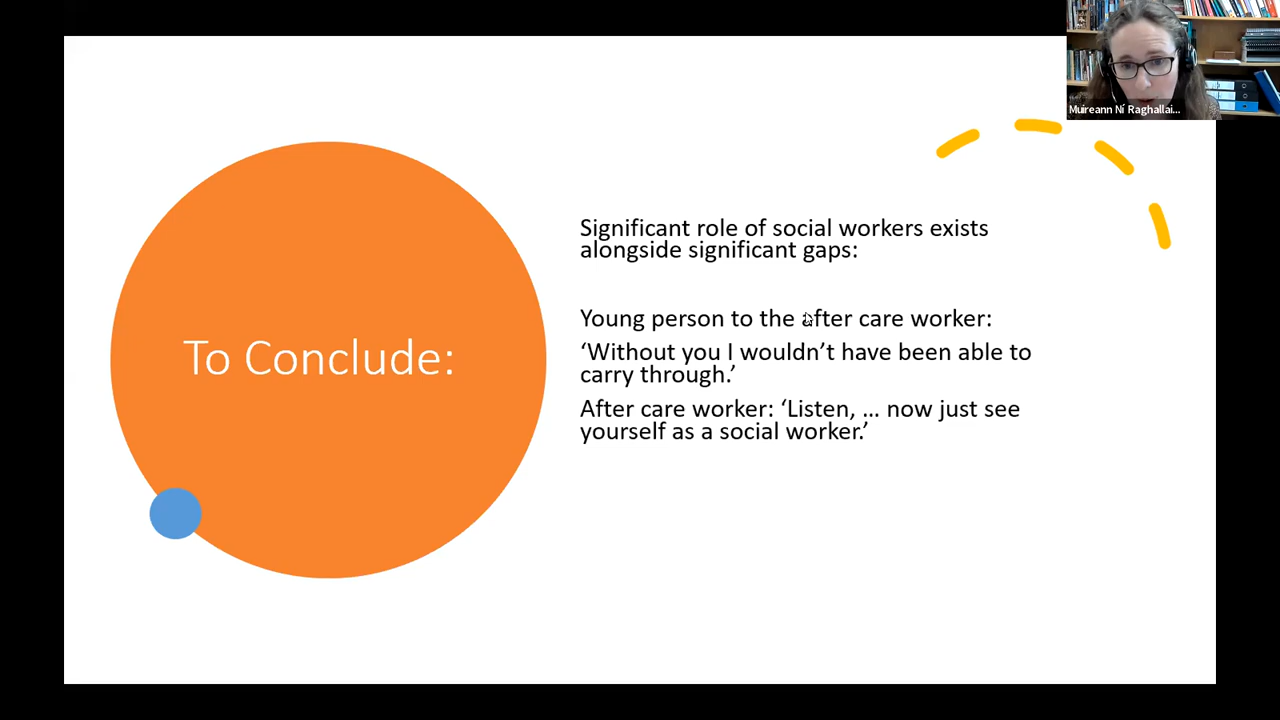 Muireann Ní Raghallai...
Significant role of social workers exists
alongside significant gaps:
Young person to the after care worker:
‘Without you I wouldn’t have been able to
carry through.’
To Conclude:
After care worker: ‘Listen, … now just see
yourself as a social worker.’